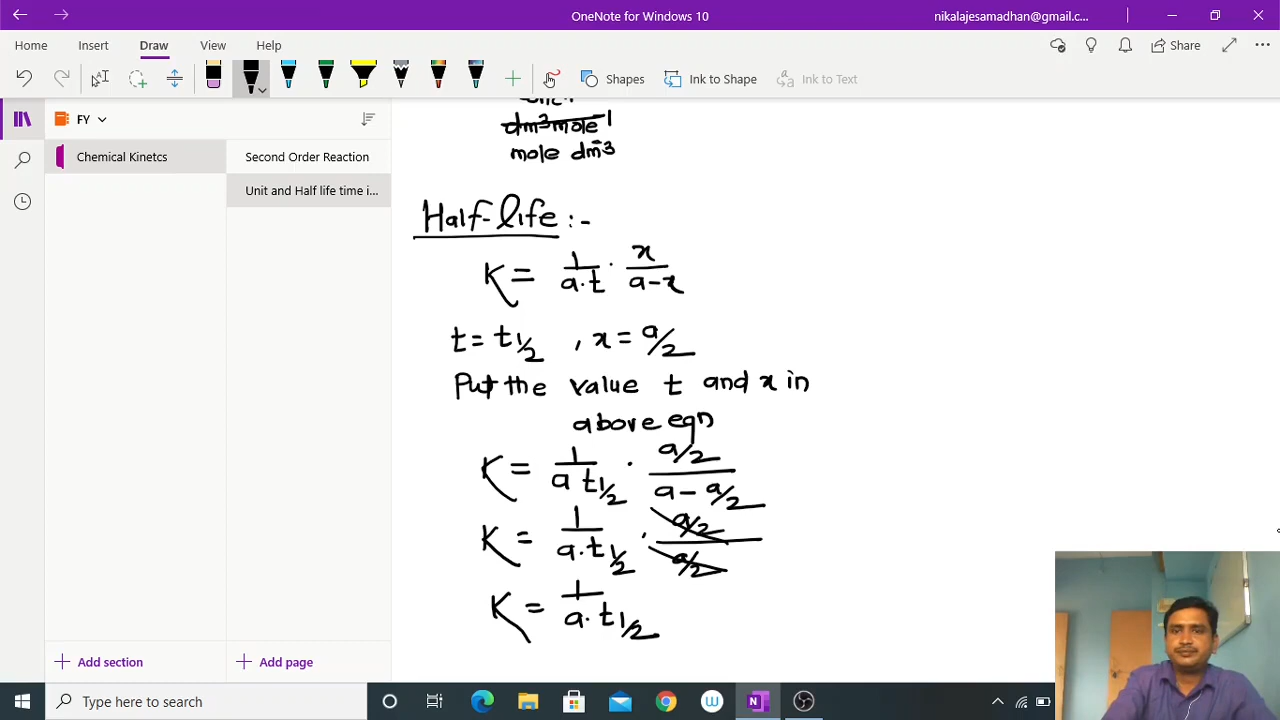 OneNote for Windows 10
nikalajesamadhan@gmail.c...
Home Insert Draw View Help
Share
Shapes Ink to Shape Ink to Text
FY
Chemical Kinetcs
Second Order Reaction
Unit and Half life time i...
dm³ mole⁻¹
mole dm⁻³
Half-life :-
K = 1/a·t · x/a-x
t = t1/2 , x = a/2
Put the value t and x in
above eqn
K = 1/a t1/2 · a/2/a - a/2
K = 1/a·t1/2 · a/2/a/2
K = 1/a·t1/2
Add section
Add page
Type here to search